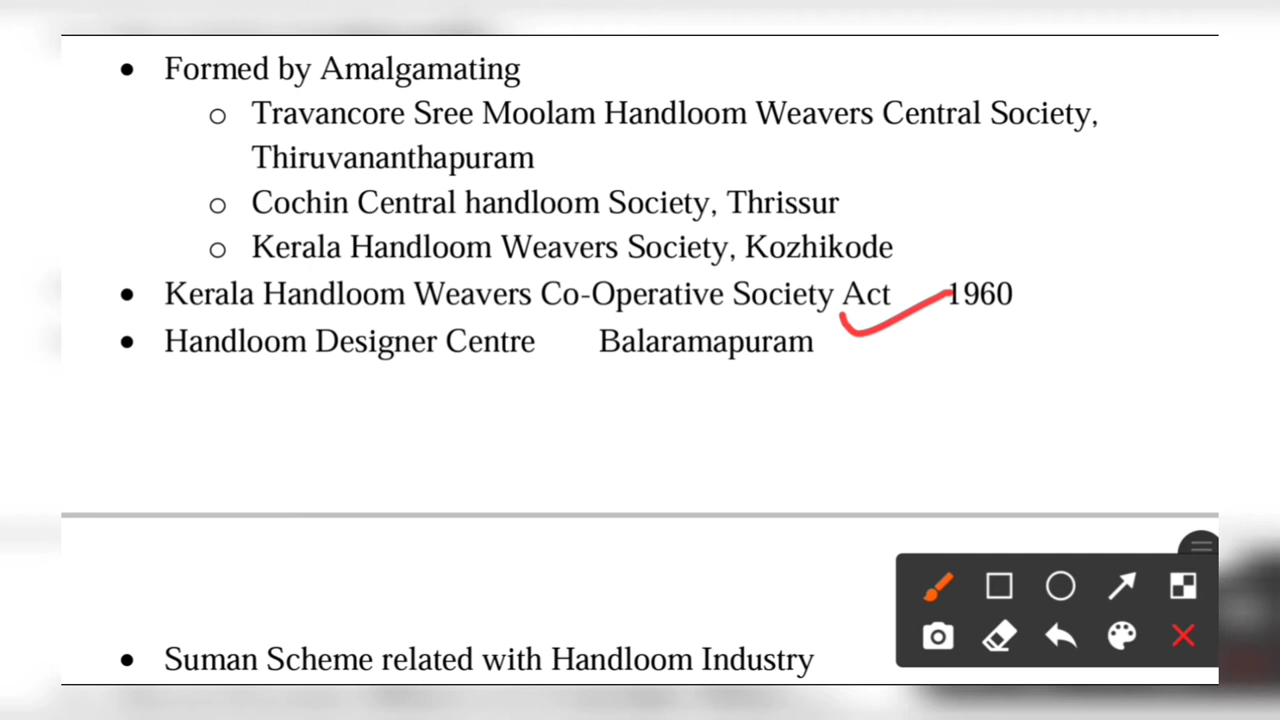 • Formed by Amalgamating
o Travancore Sree Moolam Handloom Weavers Central Society,
Thiruvananthapuram
o Cochin Central handloom Society, Thrissur
o Kerala Handloom Weavers Society, Kozhikode
• Kerala Handloom Weavers Co-Operative Society Act 1960
• Handloom Designer Centre Balaramapuram
• Suman Scheme related with Handloom Industry